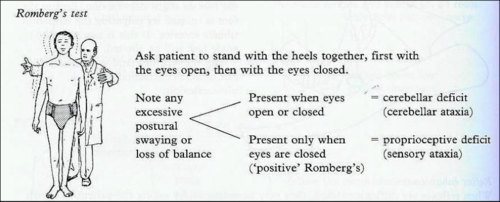 Romberg's test
Ask patient to stand with the heels together, first with
the eyes open, then with the eyes closed.
Note any
excessive
postural
swaying or
loss of balance
Present when eyes
open or closed
= cerebellar deficit
(cerebellar ataxia)
Present only when
eyes are closed
('positive' Romberg's)
= proprioceptive deficit
(sensory ataxia)